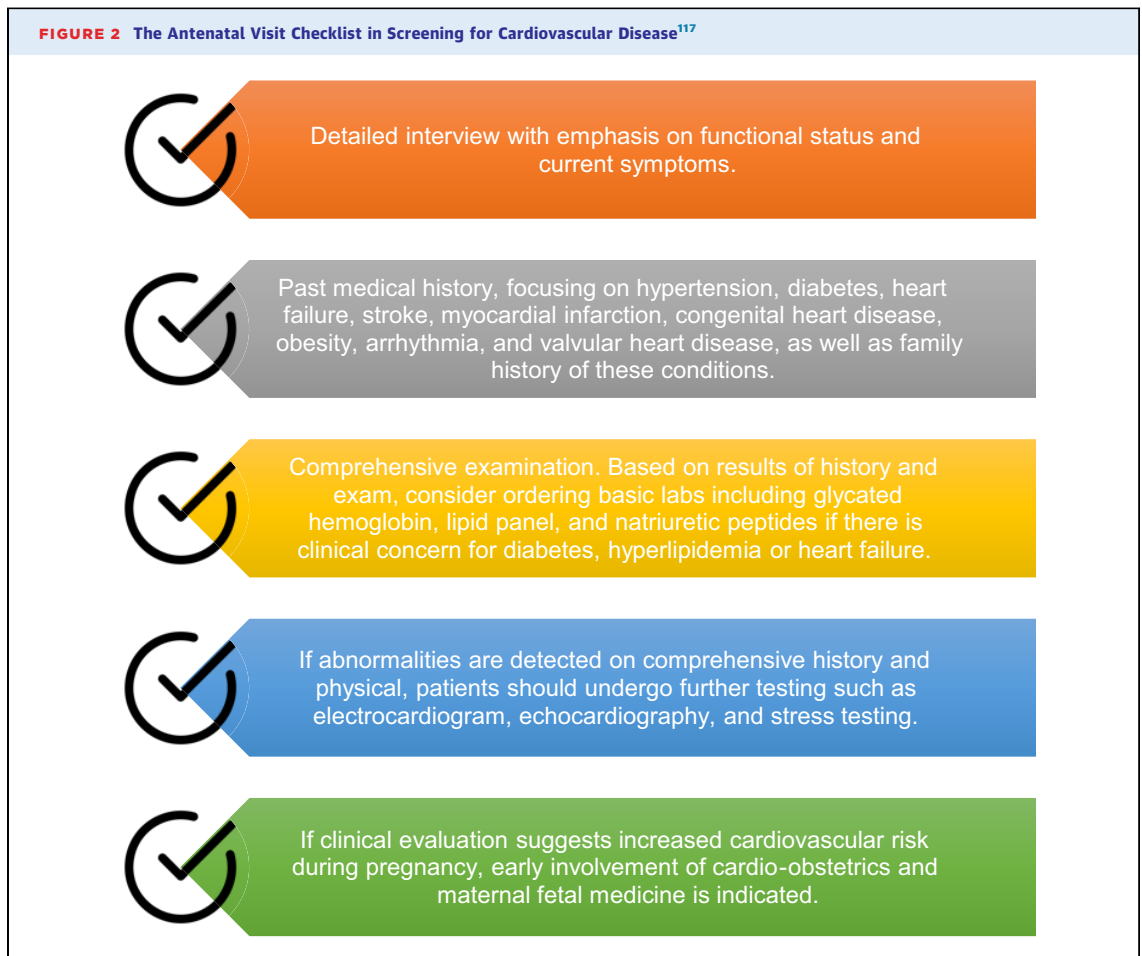 FIGURE 2 The Antenatal Visit Checklist in Screening for Cardiovascular Disease117
Detailed interview with emphasis on functional status and
current symptoms.
Past medical history, focusing on hypertension, diabetes, heart
failure, stroke, myocardial infarction, congenital heart disease,
obesity, arrhythmia, and valvular heart disease, as well as family
history of these conditions.
Comprehensive examination. Based on results of history and
exam, consider ordering basic labs including glycated
hemoglobin, lipid panel, and natriuretic peptides if there is
clinical concern for diabetes, hyperlipidemia or heart failure.
If abnormalities are detected on comprehensive history and
physical, patients should undergo further testing such as
electrocardiogram, echocardiography, and stress testing.
If clinical evaluation suggests increased cardiovascular risk
during pregnancy, early involvement of cardio-obstetrics and
maternal fetal medicine is indicated.